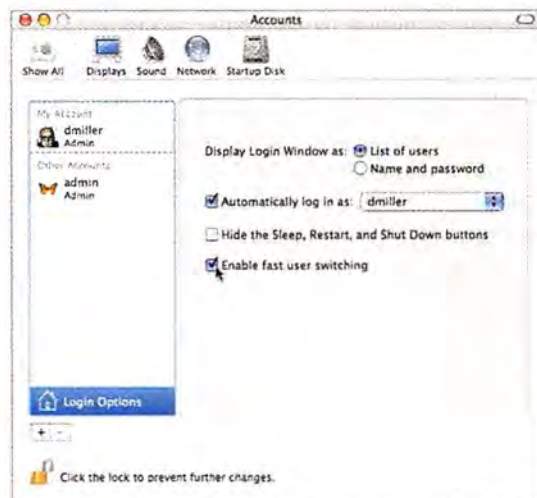 Accounts
Show All Displays Sound Network Startup Disk
My Account
dmiller
Admin
Other Accounts
admin
Admin
Display Login Window as: List of users
Name and password
Automatically log in as: dmiller
Hide the Sleep, Restart, and Shut Down buttons
Enable fast user switching
Login Options
+ -
Click the lock to prevent further changes.